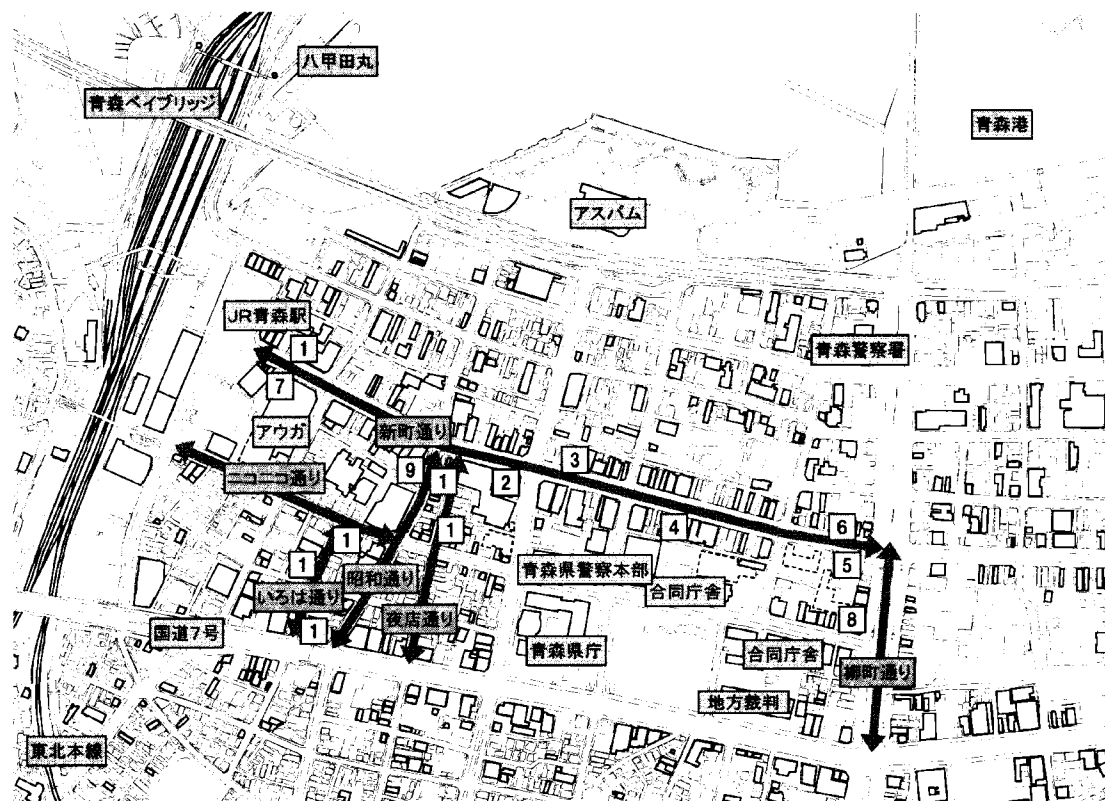 八甲田丸
青森ベイブリッジ
青森港
アスパム
JR青森駅
1
青森警察署
7
アウガ
新町通り
9
3
ニコニコ通り
1
2
4
6
1
1
5
1
昭和通り
青森県警察本部
合同庁舎
いろは通り
夜店通り
8
国道7号
1
青森県庁
合同庁舎
柳町通り
地方裁判
東北本線